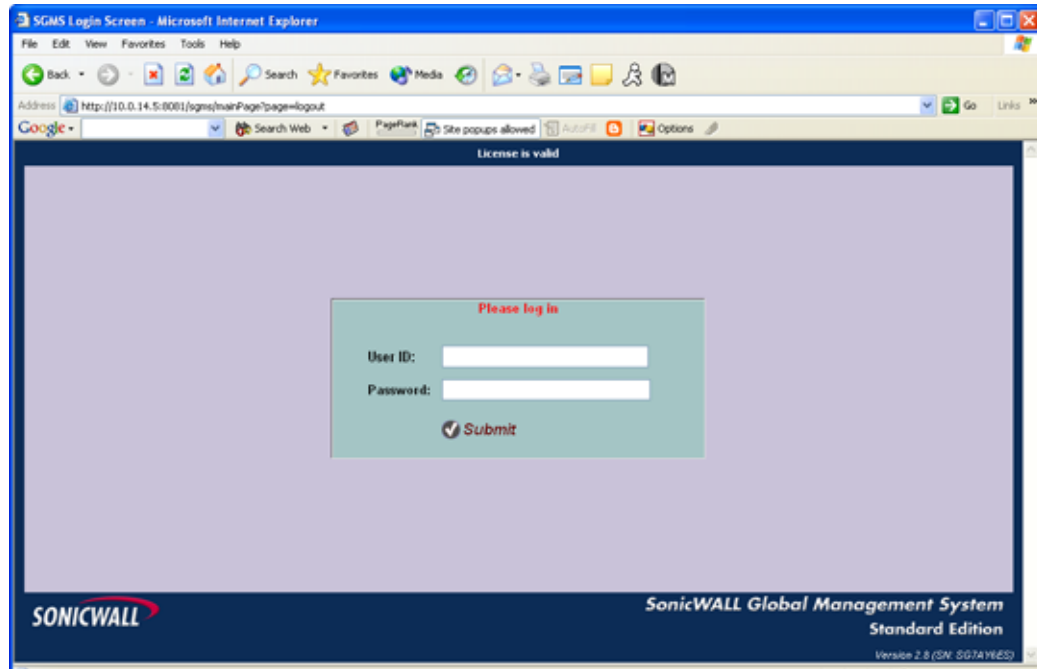 SGMS Login Screen - Microsoft Internet Explorer
File Edit View Favorites Tools Help
Back Search Favorites Media
Address http://10.0.14.5:8081/sgms/mainPage?page=logout Go Links »
Google Search Web PageRank Site popups allowed AutoFill Options
License is valid
Please log in
User ID:
Password:
Submit
SONICWALL
SonicWALL Global Management System
Standard Edition
Version 2.8 (SN: